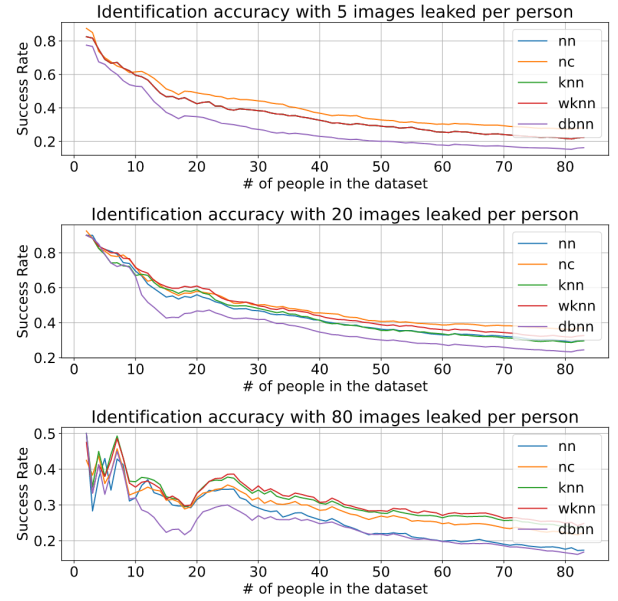 Identification accuracy with 5 images leaked per person
Success Rate
0.8
0.6
0.4
0.2
nn
nc
knn
wknn
dbnn
0 10 20 30 40 50 60 70 80
# of people in the dataset
Identification accuracy with 20 images leaked per person
Success Rate
0.8
0.6
0.4
0.2
nn
nc
knn
wknn
dbnn
0 10 20 30 40 50 60 70 80
# of people in the dataset
Identification accuracy with 80 images leaked per person
Success Rate
0.5
0.4
0.3
0.2
nn
nc
knn
wknn
dbnn
0 10 20 30 40 50 60 70 80
# of people in the dataset